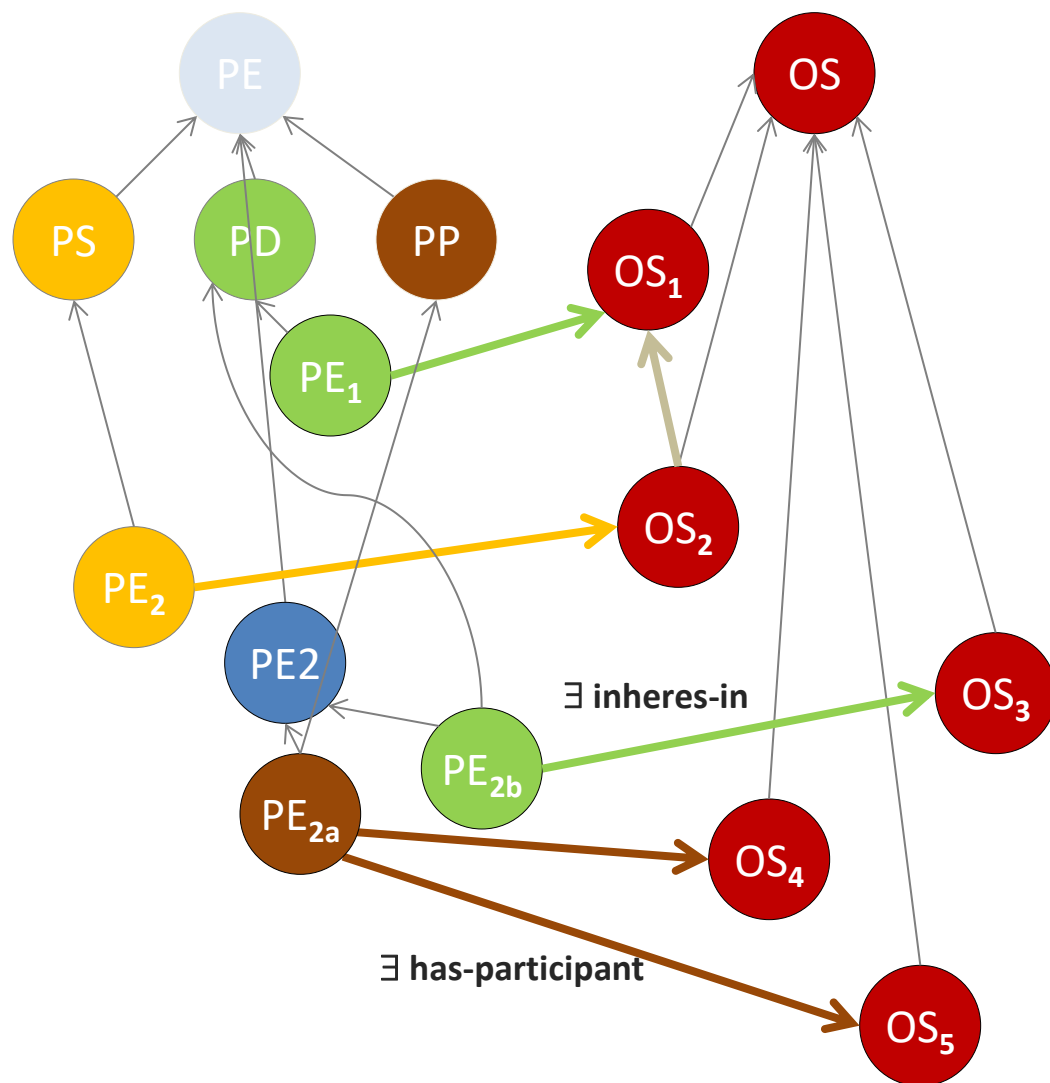 PE
OS
PS
PD
PP
OS₁
PE₁
OS₂
PE₂
PE2
∃ inheres-in
OS₃
PE₂b
PE₂ₐ
OS₄
∃ has-participant
OS₅